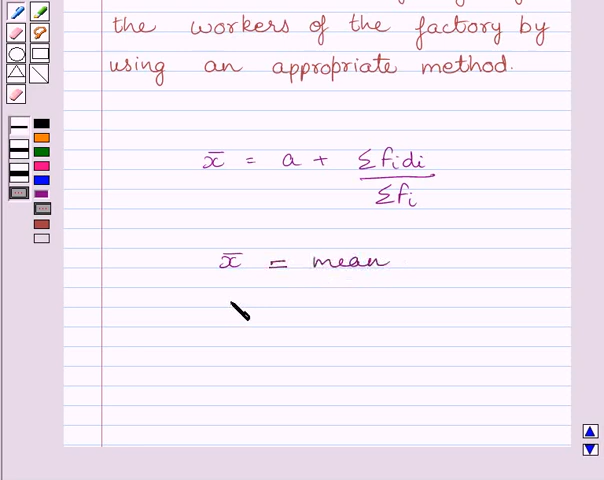 the workers of the factory by
using an appropriate method.
x̄ = a + Σfidi / Σfi
x̄ = mean